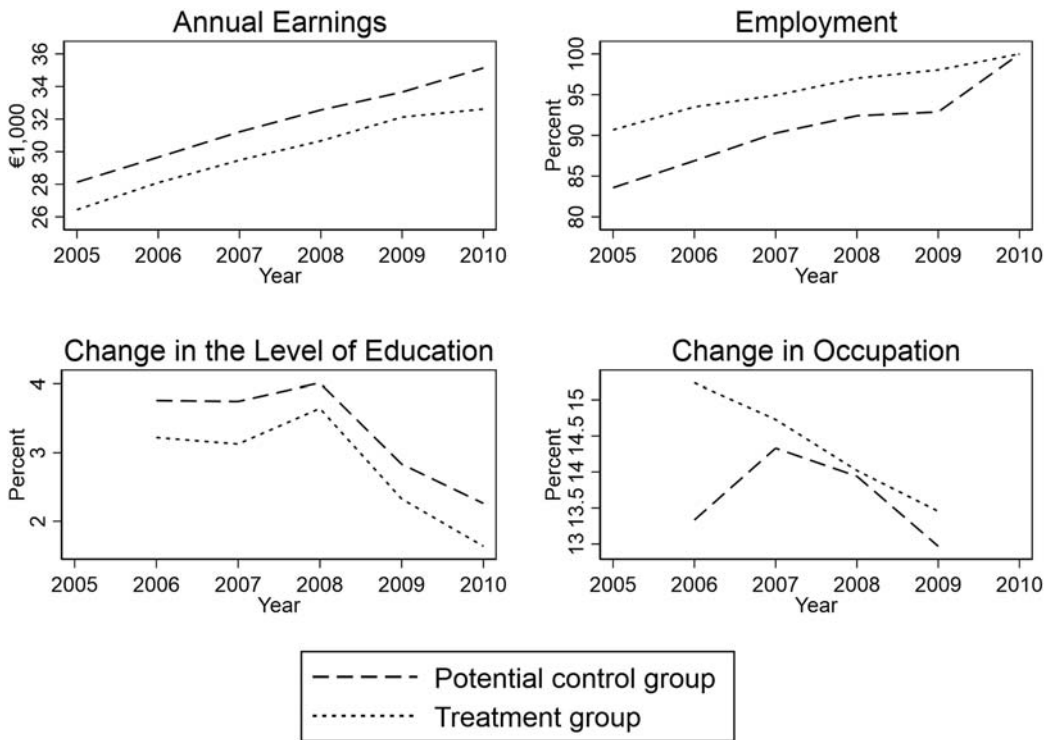 Annual Earnings
€1,000
36
34
32
30
28
26
2005 2006 2007 2008 2009 2010
Year
Employment
Percent
100
95
90
85
80
2005 2006 2007 2008 2009 2010
Year
Change in the Level of Education
Percent
4
3
2
2005 2006 2007 2008 2009 2010
Year
Change in Occupation
Percent
15
14.5
14
13.5
13
2005 2006 2007 2008 2009 2010
Year
Potential control group
Treatment group